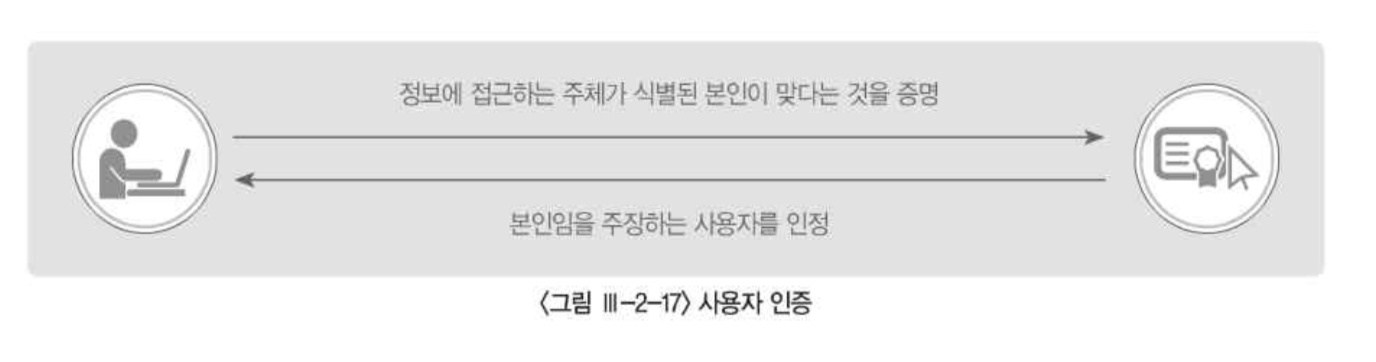 정보에 접근하는 주체가 식별된 본인이 맞다는 것을 증명
본인임을 주장하는 사용자를 인정
〈그림 Ⅲ-2-17〉 사용자 인증